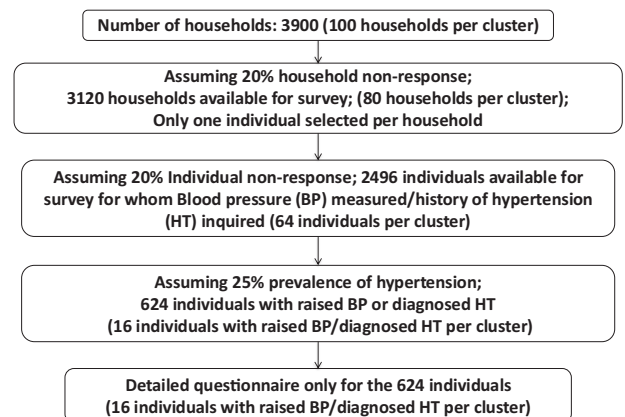 Number of households: 3900 (100 households per cluster)
Assuming 20% household non-response;
3120 households available for survey; (80 households per cluster);
Only one individual selected per household
Assuming 20% Individual non-response; 2496 individuals available for
survey for whom Blood pressure (BP) measured/history of hypertension
(HT) inquired (64 individuals per cluster)
Assuming 25% prevalence of hypertension;
624 individuals with raised BP or diagnosed HT
(16 individuals with raised BP/diagnosed HT per cluster)
Detailed questionnaire only for the 624 individuals
(16 individuals with raised BP/diagnosed HT per cluster)